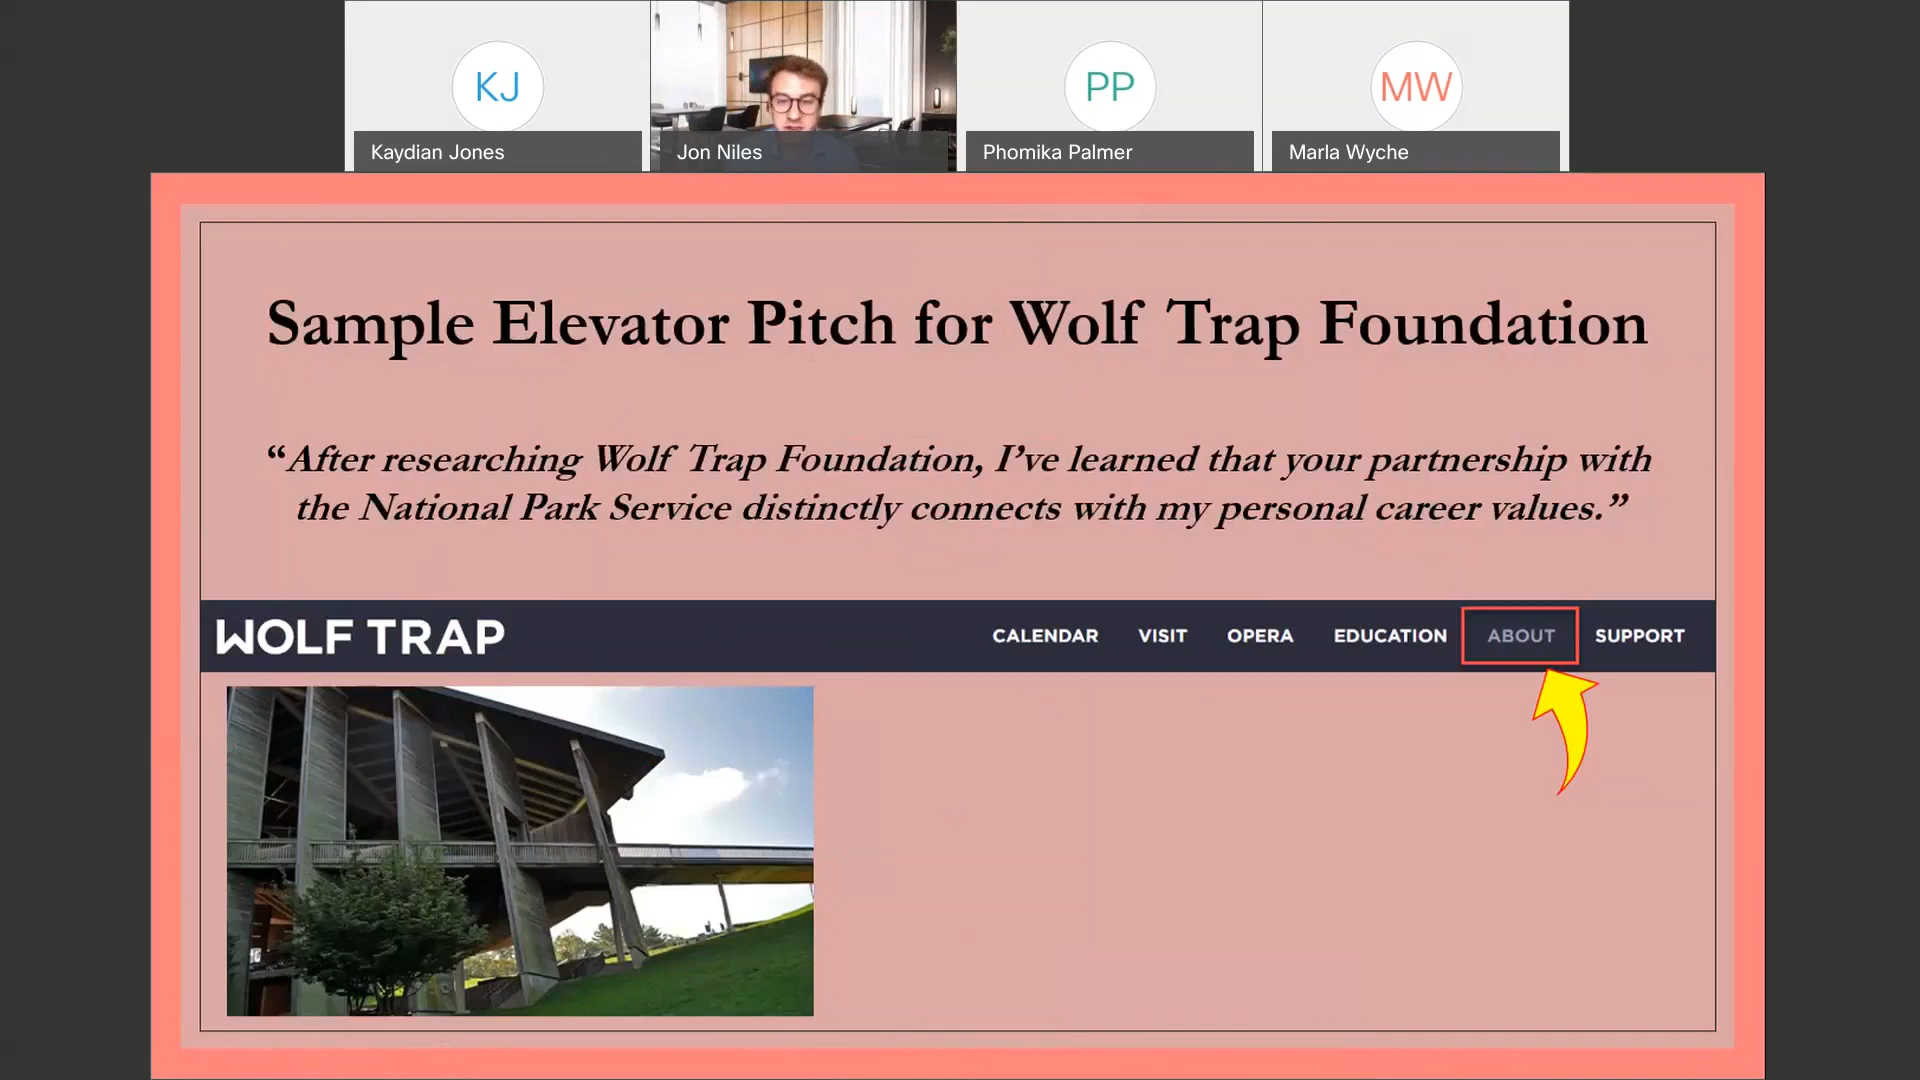 KJ
PP
MW
Kaydian Jones
Jon Niles
Phomika Palmer
Marla Wyche
Sample Elevator Pitch for Wolf Trap Foundation
“After researching Wolf Trap Foundation, I’ve learned that your partnership with
the National Park Service distinctly connects with my personal career values.”
WOLF TRAP
CALENDAR VISIT OPERA EDUCATION ABOUT SUPPORT